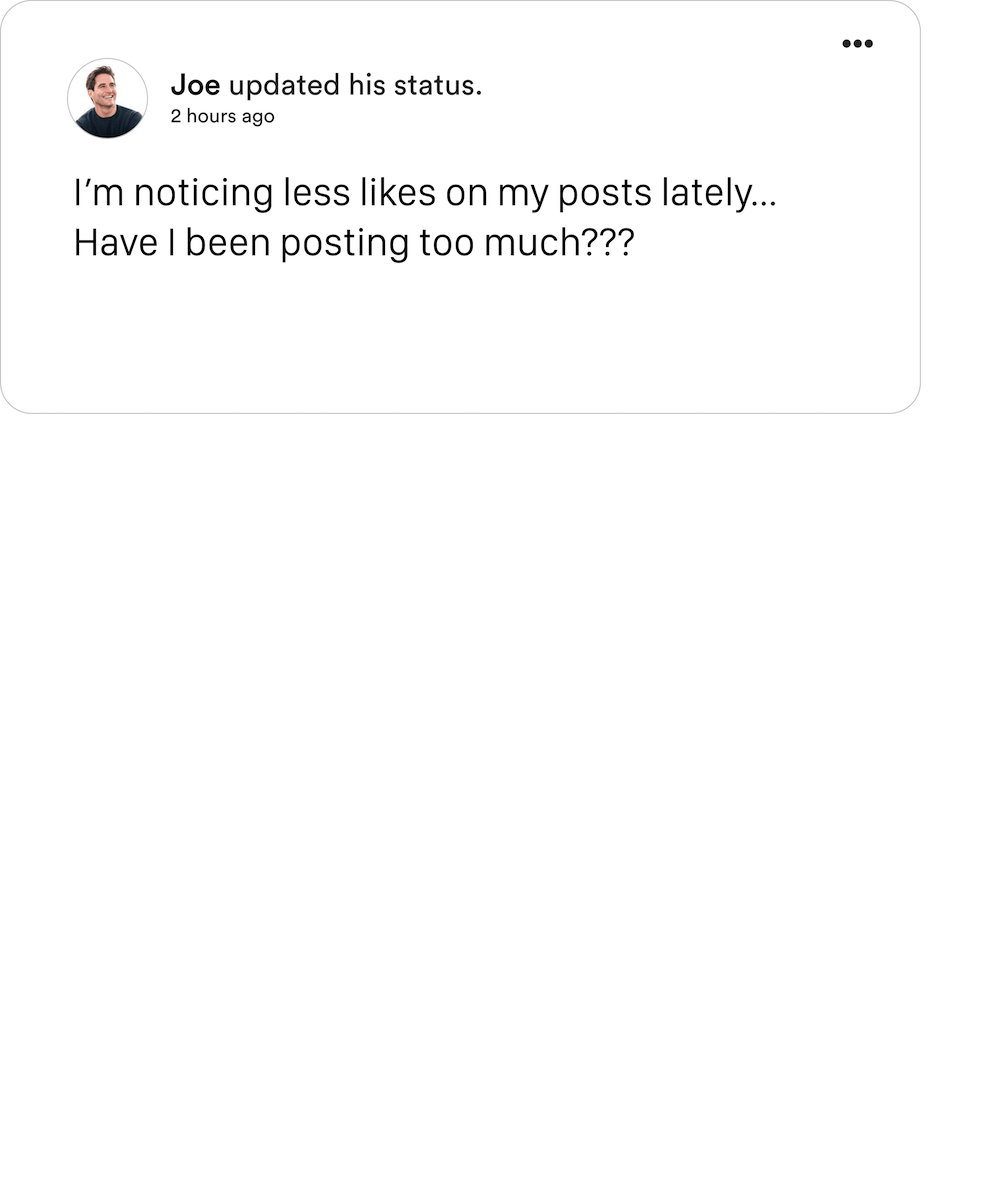 Joe updated his status.
2 hours ago
I’m noticing less likes on my posts lately...
Have I been posting too much???